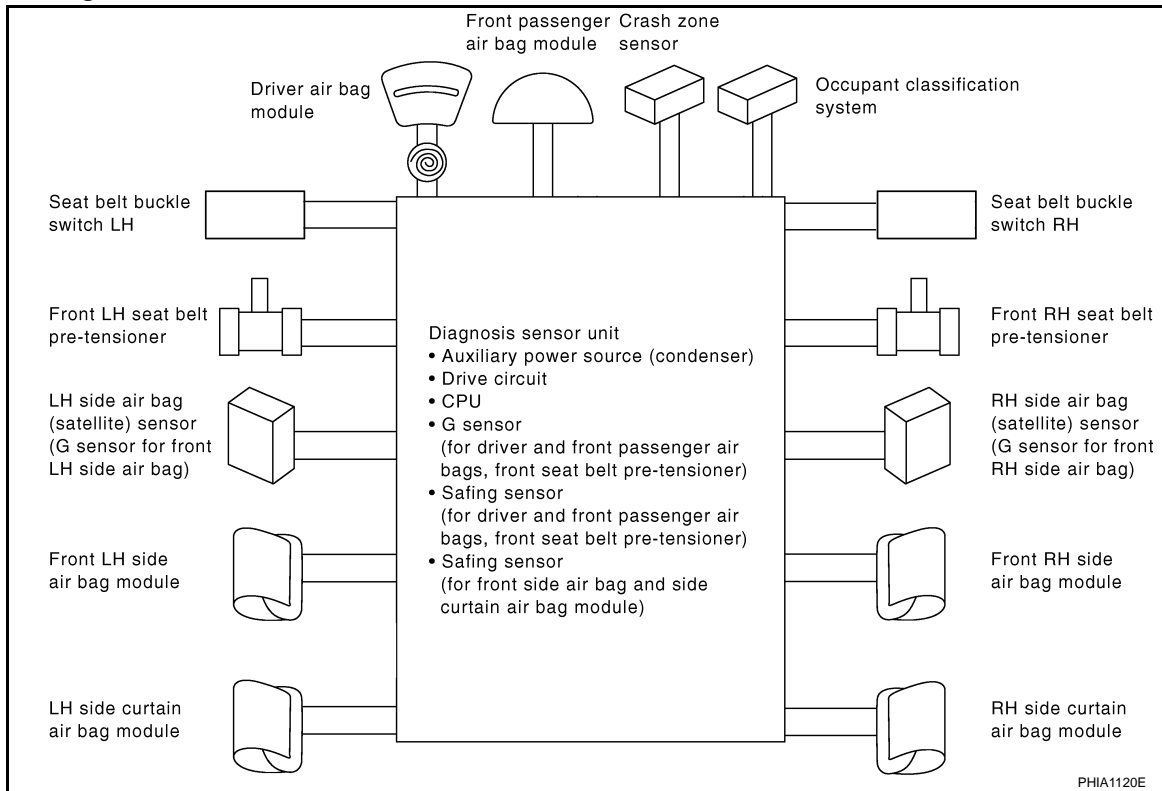 Front passenger
air bag module
Crash zone
sensor
Driver air bag
module
Occupant classification
system
Seat belt buckle
switch LH
Seat belt buckle
switch RH
Front LH seat belt
pre-tensioner
Front RH seat belt
pre-tensioner
LH side air bag
(satellite) sensor
(G sensor for front
LH side air bag)
RH side air bag
(satellite) sensor
(G sensor for front
RH side air bag)
Diagnosis sensor unit
• Auxiliary power source (condenser)
• Drive circuit
• CPU
• G sensor
(for driver and front passenger air
bags, front seat belt pre-tensioner)
• Safing sensor
(for driver and front passenger air
bags, front seat belt pre-tensioner)
• Safing sensor
(for front side air bag and side
curtain air bag module)
Front LH side
air bag module
Front RH side
air bag module
LH side curtain
air bag module
RH side curtain
air bag module
PHIA1120E